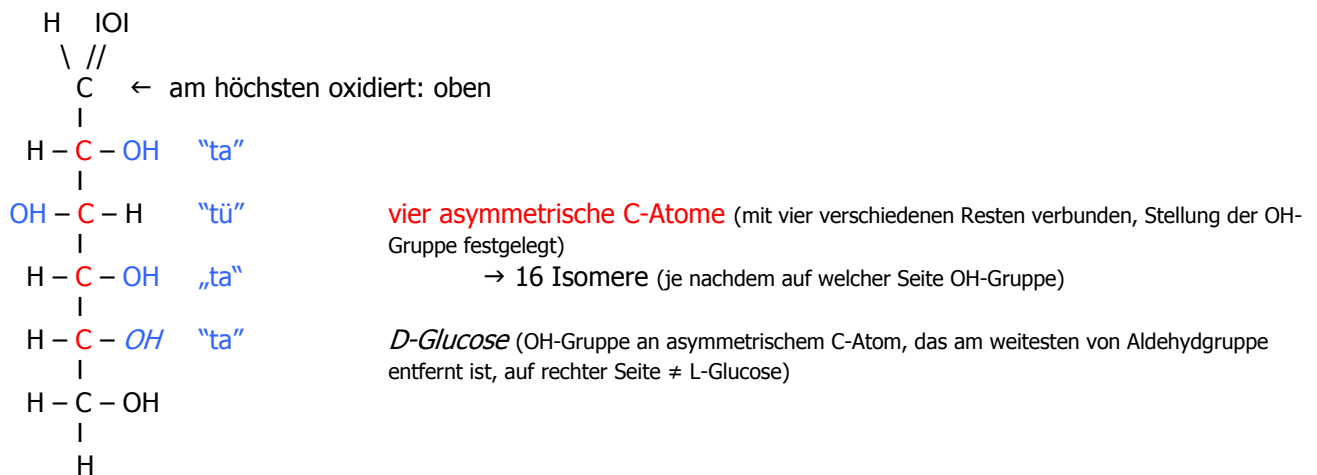 H   IOI
\ //
C   ← am höchsten oxidiert: oben
I
H – C – OH   “ta”
I
OH – C – H   “tü”   vier asymmetrische C-Atome (mit vier verschiedenen Resten verbunden, Stellung der OH-
I   Gruppe festgelegt)
H – C – OH   „ta“   → 16 Isomere (je nachdem auf welcher Seite OH-Gruppe)
I
H – C – OH   “ta”   D-Glucose (OH-Gruppe an asymmetrischem C-Atom, das am weitesten von Aldehydgruppe
I   entfernt ist, auf rechter Seite ≠ L-Glucose)
H – C – OH
I
H